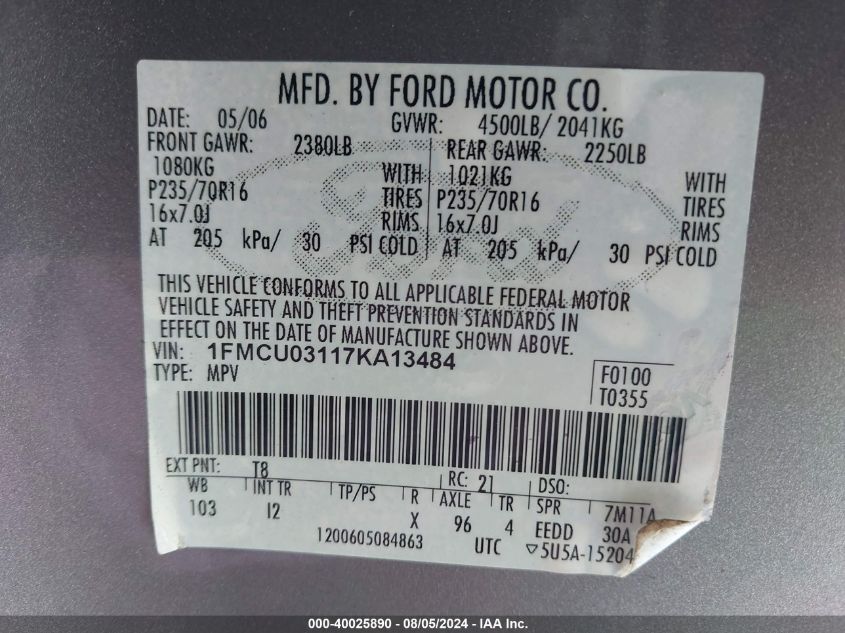 MFD. BY FORD MOTOR CO.
DATE: 05/06 GVWR: 4500LB/ 2041KG
FRONT GAWR: 2380LB REAR GAWR: 2250LB
1080KG WITH 1021KG WITH
P235/70R16 TIRES P235/70R16 TIRES
16x7.0J RIMS 16x7.0J RIMS
AT 205 kPa/ 30 PSI COLD AT 205 kPa/ 30 PSI COLD
Ford
THIS VEHICLE CONFORMS TO ALL APPLICABLE FEDERAL MOTOR
VEHICLE SAFETY AND THEFT PREVENTION STANDARDS IN
EFFECT ON THE DATE OF MANUFACTURE SHOWN ABOVE.
VIN: 1FMCU03117KA13484
TYPE: MPV
F0100
T0355
EXT PNT: T8 RC: 21 DSO:
WB INT TR TP/PS R AXLE TR SPR 7M11A
103 I2 X 96 4 EEDD 30A
1200605084863 UTC ▽5U5A-15204
000-40025890 - 08/05/2024 - IAA Inc.